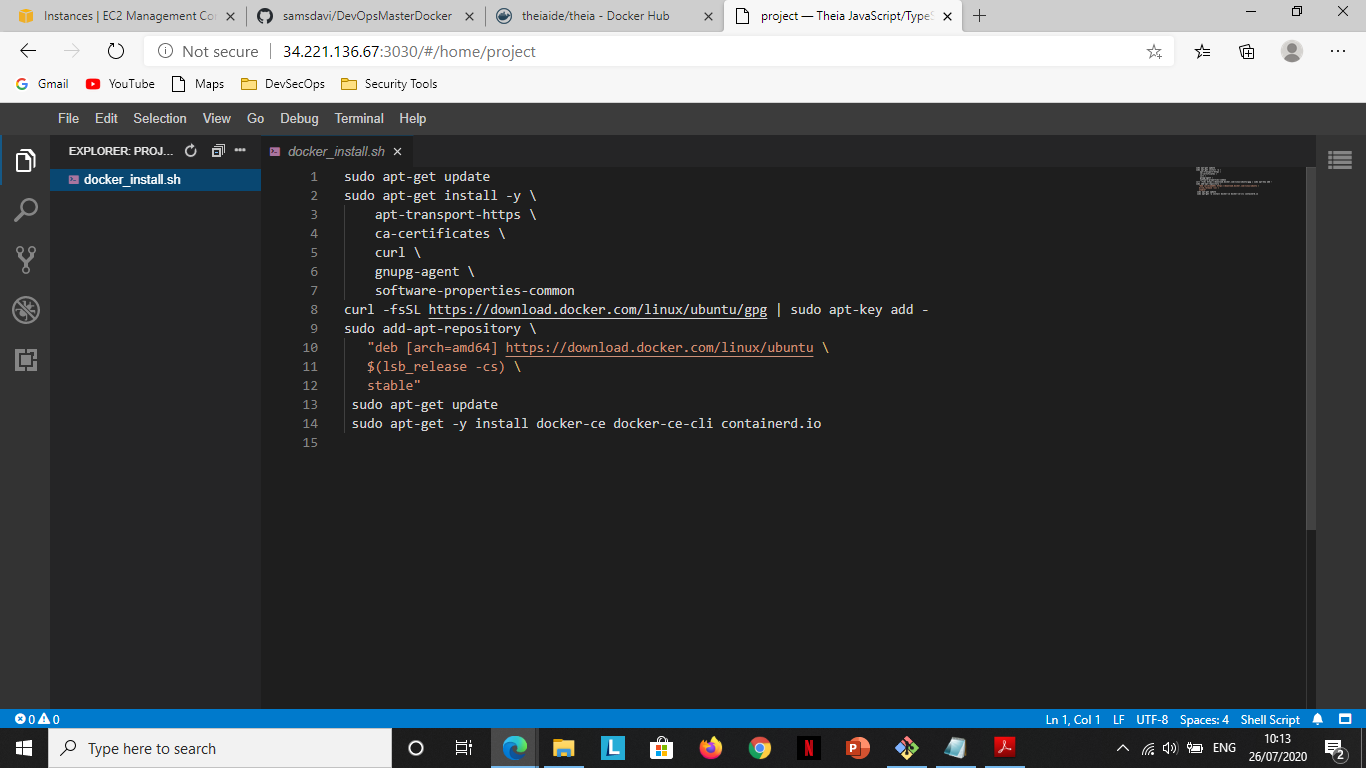 Instances | EC2 Management Co
samsdavi/DevOpsMasterDocker
theiaide/theia - Docker Hub
project — Theia JavaScript/TypeS
Not secure 34.221.136.67:3030/#/home/project
Gmail YouTube Maps DevSecOps Security Tools
File Edit Selection View Go Debug Terminal Help
EXPLORER: PROJ...
docker_install.sh
docker_install.sh
1 sudo apt-get update
2 sudo apt-get install -y \
3 apt-transport-https \
4 ca-certificates \
5 curl \
6 gnupg-agent \
7 software-properties-common
8 curl -fsSL https://download.docker.com/linux/ubuntu/gpg | sudo apt-key add -
9 sudo add-apt-repository \
10 "deb [arch=amd64] https://download.docker.com/linux/ubuntu \
11 $(lsb_release -cs) \
12 stable"
13 sudo apt-get update
14 sudo apt-get -y install docker-ce docker-ce-cli containerd.io
15
0 0
Ln 1, Col 1 LF UTF-8 Spaces: 4 Shell Script
Type here to search
L
N
P
ENG
10:13
26/07/2020
2